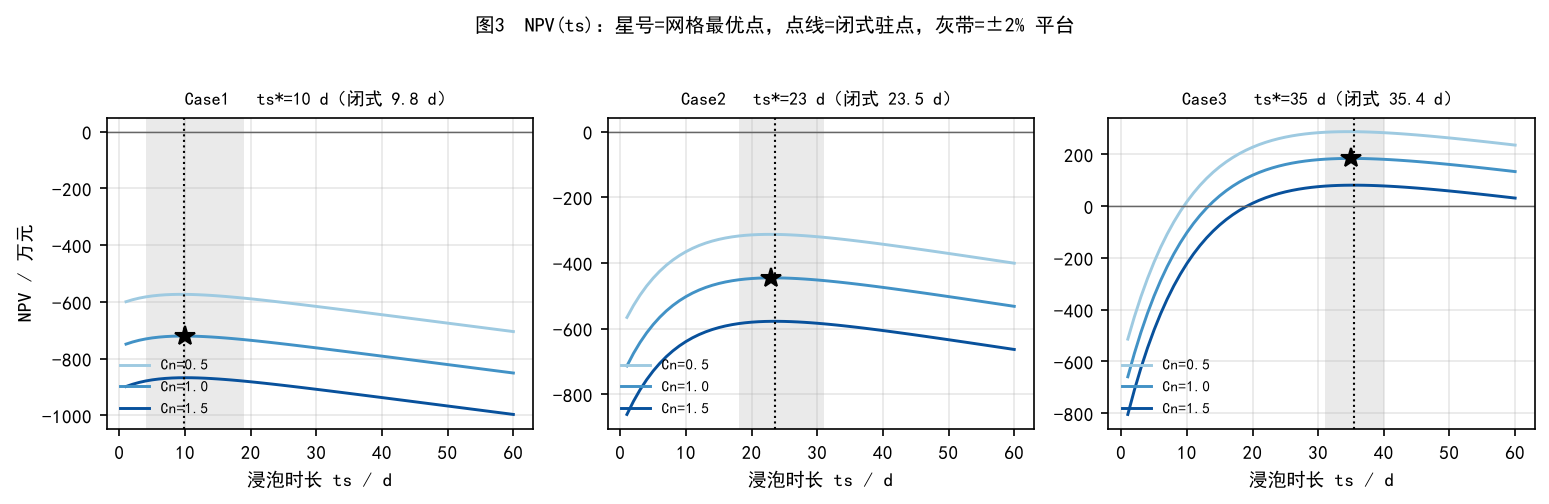 图3  NPV(ts): 星号=网格最优点, 点线=闭式驻点, 灰带=±2% 平台
Case1   ts*=10 d (闭式 9.8 d)
NPV / 万元
0
−200
−400
−600
−800
−1000
Cn=0.5
Cn=1.0
Cn=1.5
0 10 20 30 40 50 60
浸泡时长 ts / d
Case2   ts*=23 d (闭式 23.5 d)
0
−200
−400
−600
−800
Cn=0.5
Cn=1.0
Cn=1.5
0 10 20 30 40 50 60
浸泡时长 ts / d
Case3   ts*=35 d (闭式 35.4 d)
200
0
−200
−400
−600
−800
Cn=0.5
Cn=1.0
Cn=1.5
0 10 20 30 40 50 60
浸泡时长 ts / d